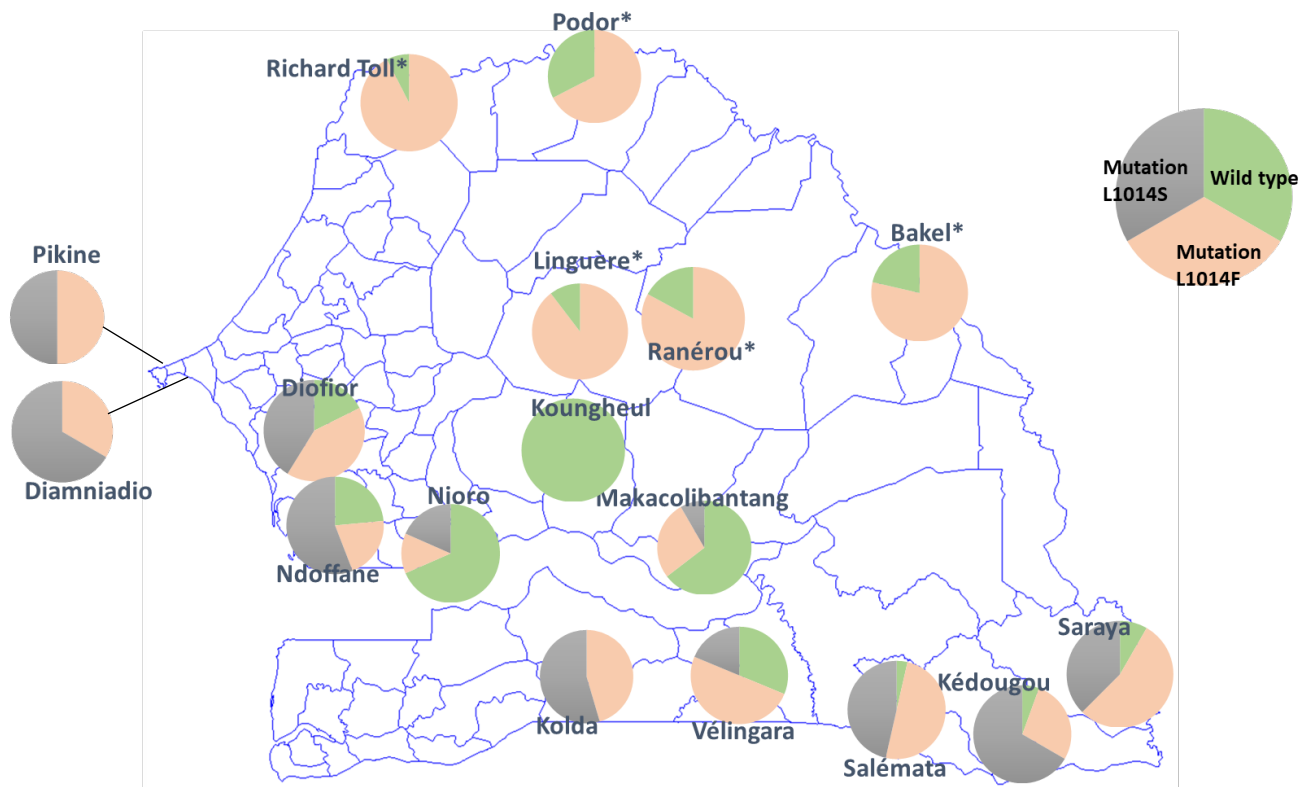 Podor*
Richard Toll*
Mutation
L1014S
Wild type
Mutation
L1014F
Pikine
Linguère*
Bakel*
Ranérou*
Diofior
Koungheul
Diamniadio
Nioro
Makacolibantang
Ndoffane
Saraya
Kédougou
Kolda
Vélingara
Salémata